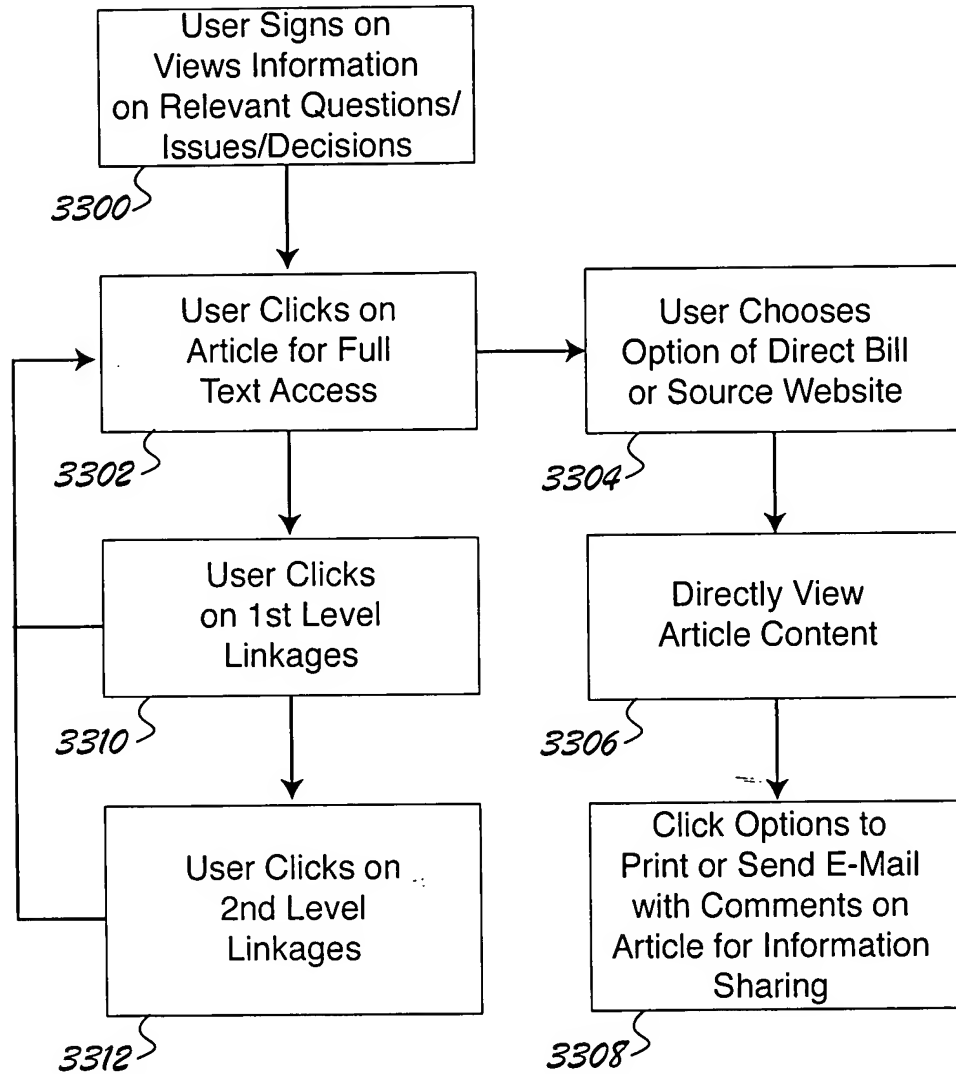 User Signs on
Views Information
on Relevant Questions/
Issues/Decisions
3300
User Clicks on
Article for Full
Text Access
3302
User Chooses
Option of Direct Bill
or Source Website
3304
User Clicks
on 1st Level
Linkages
3310
Directly View
Article Content
3306
User Clicks on
2nd Level
Linkages
3312
Click Options to
Print or Send E-Mail
with Comments on
Article for Information
Sharing
3308